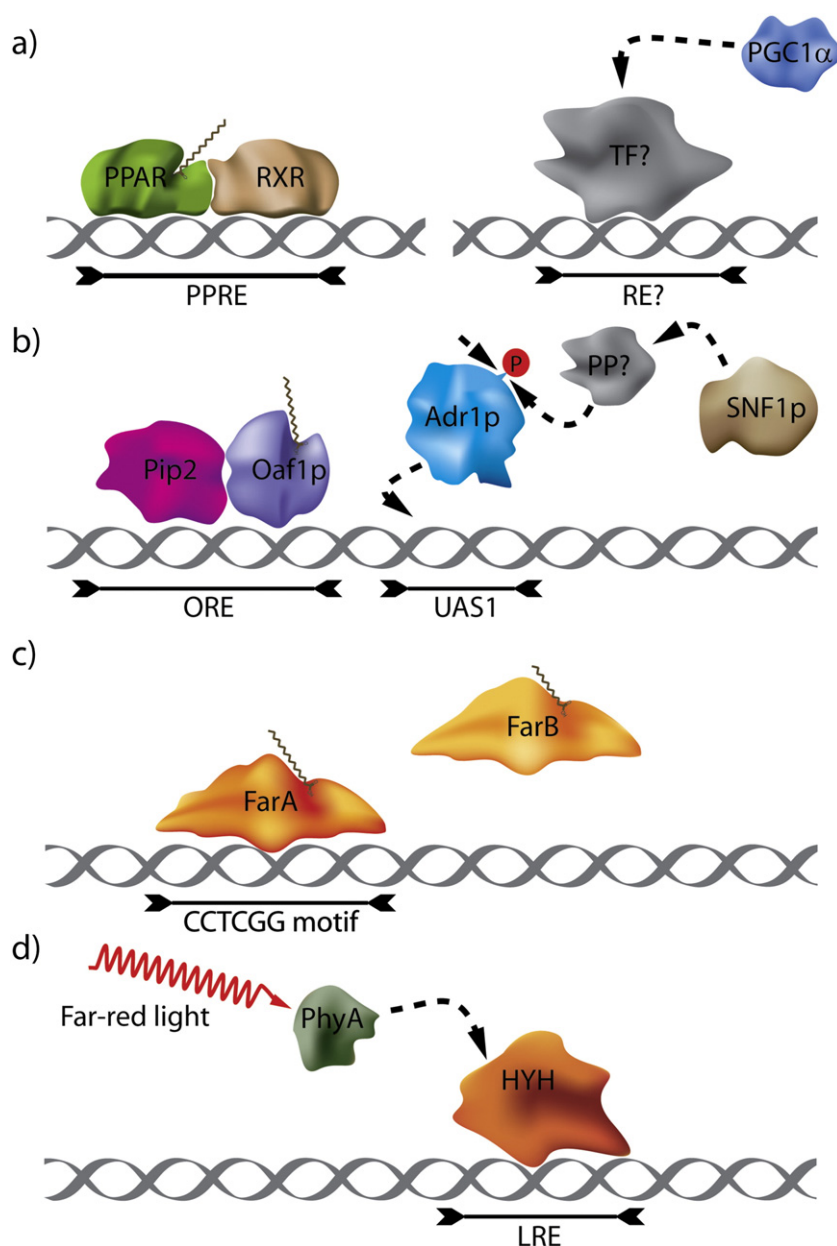 a)
PGC1α
PPAR
RXR
TF?
PPRE
RE?
b)
P
PP?
Adr1p
SNF1p
Pip2
Oaf1p
ORE
UAS1
c)
FarB
FarA
CCTCGG motif
d)
Far-red light
PhyA
HYH
LRE